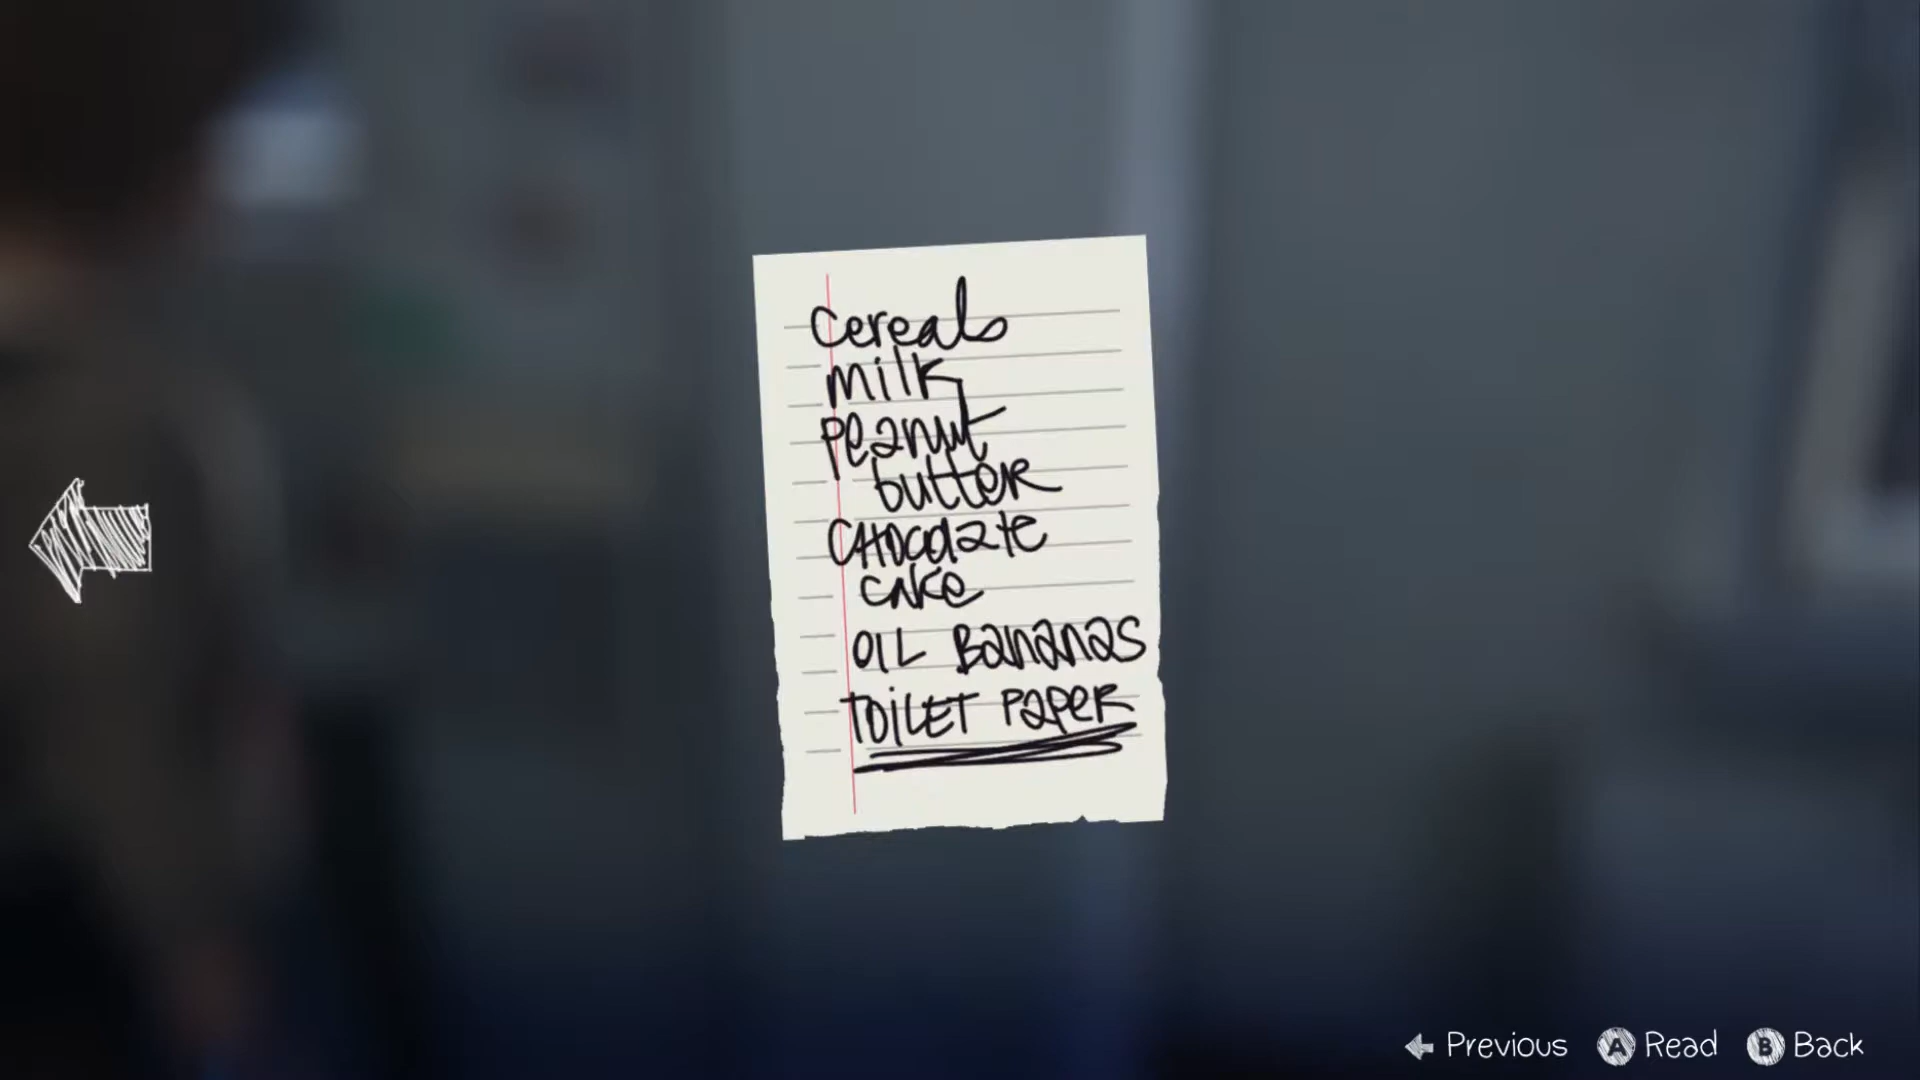 cereals
milk
peanut
butter
CHOCOLATE
CAKE
OIL BANANAS
TOILET PAPER
Previous A Read B Back